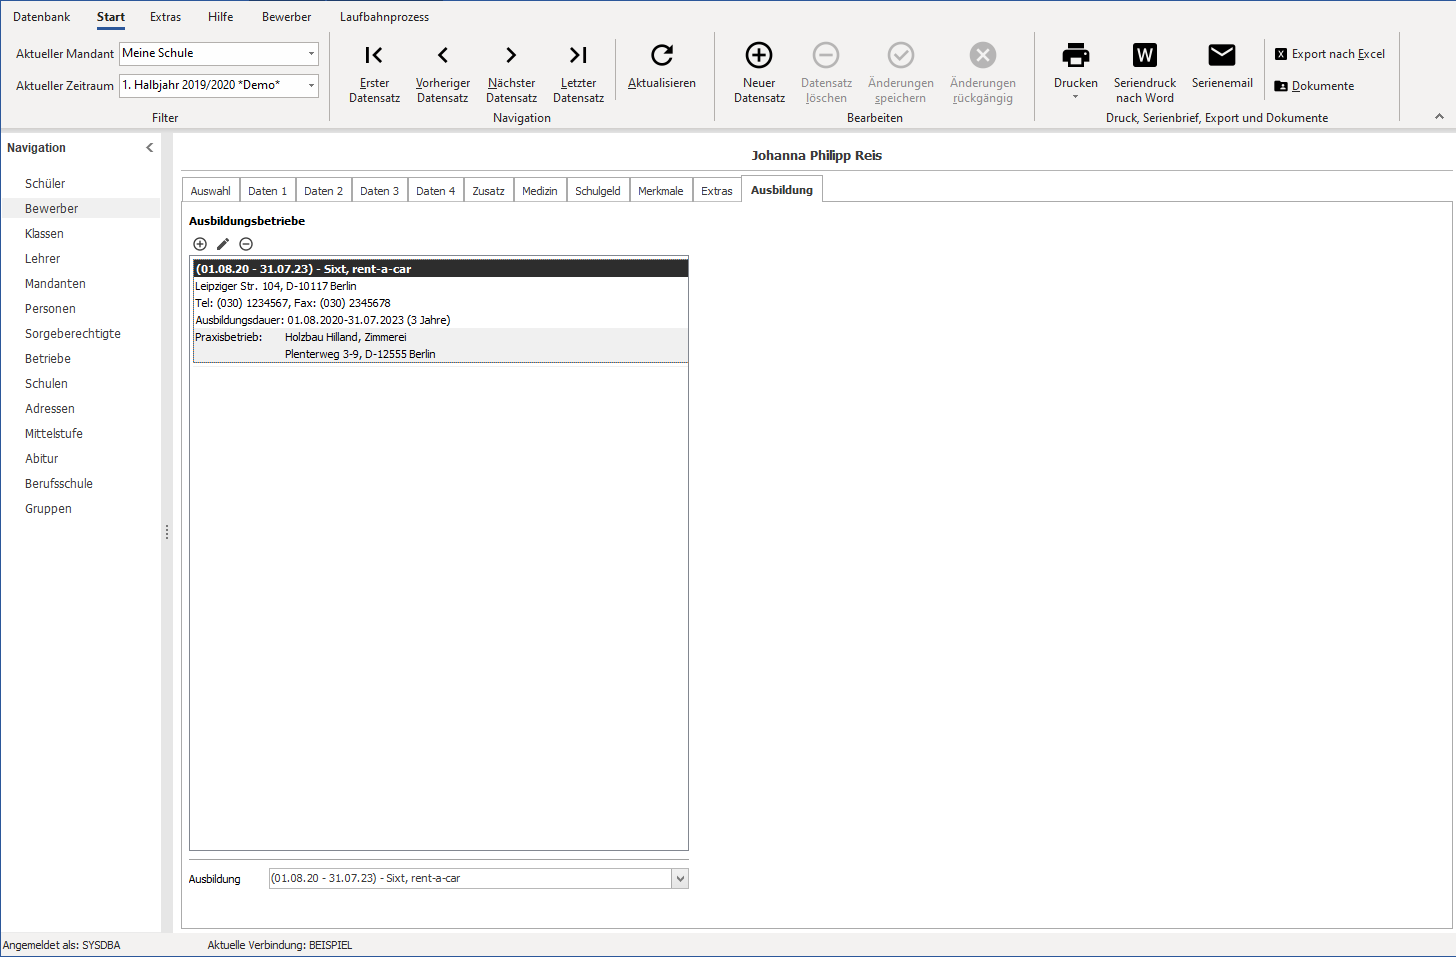 Datenbank Start Extras Hilfe Bewerber Laufbahnprozess
Aktueller Mandant Meine Schule
Aktueller Zeitraum 1. Halbjahr 2019/2020 *Demo*
Filter
Erster Datensatz
Vorheriger Datensatz
Nächster Datensatz
Letzter Datensatz
Aktualisieren
Navigation
Neuer Datensatz
Datensatz löschen
Änderungen speichern
Änderungen rückgängig
Bearbeiten
Drucken
W
Seriendruck nach Word
Serienemail
X Export nach Excel
Dokumente
Druck, Serienbrief, Export und Dokumente
Navigation
Schüler
Bewerber
Klassen
Lehrer
Mandanten
Personen
Sorgeberechtigte
Betriebe
Schulen
Adressen
Mittelstufe
Abitur
Berufsschule
Gruppen
Johanna Philipp Reis
Auswahl Daten 1 Daten 2 Daten 3 Daten 4 Zusatz Medizin Schulgeld Merkmale Extras Ausbildung
Ausbildungsbetriebe
(01.08.20 - 31.07.23) - Sixt, rent-a-car
Leipziger Str. 104, D-10117 Berlin
Tel: (030) 1234567, Fax: (030) 2345678
Ausbildungsdauer: 01.08.2020-31.07.2023 (3 Jahre)
Praxisbetrieb: Holzbau Hilland, Zimmerei
Plenterweg 3-9, D-12555 Berlin
Ausbildung (01.08.20 - 31.07.23) - Sixt, rent-a-car
Angemeldet als: SYSDBA Aktuelle Verbindung: BEISPIEL